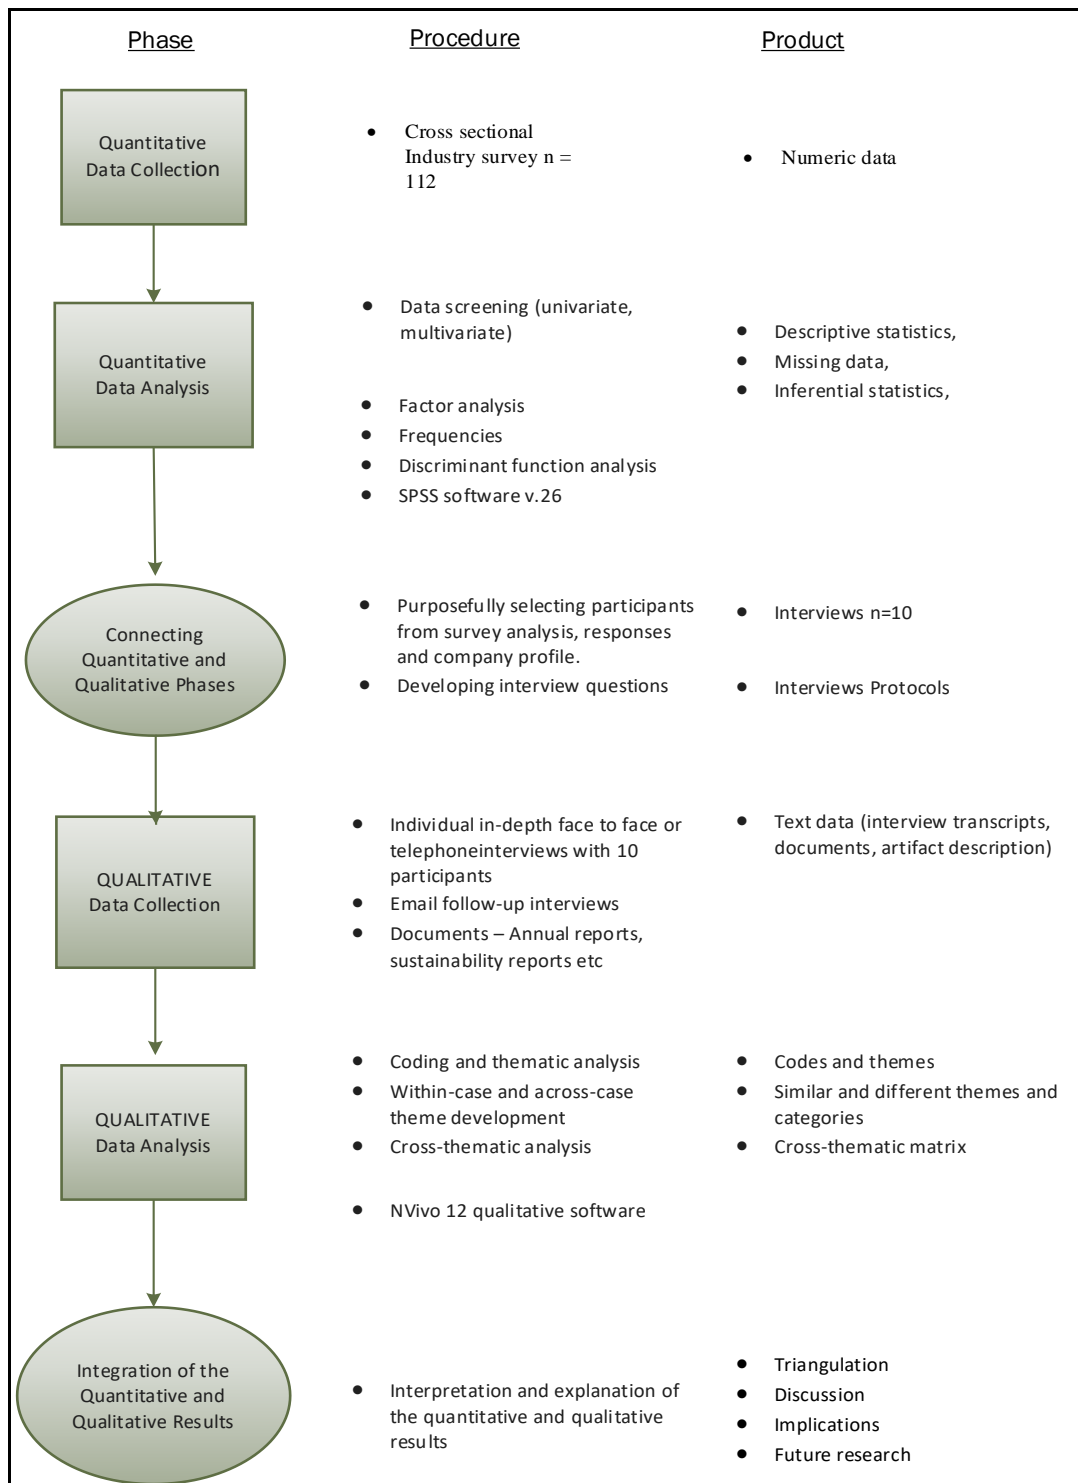 Phase
Procedure
Product
Quantitative
Data Collection
• Cross sectional
Industry survey n =
112
• Numeric data
Quantitative
Data Analysis
• Data screening (univariate,
multivariate)
• Factor analysis
• Frequencies
• Discriminant function analysis
• SPSS software v.26
• Descriptive statistics,
• Missing data,
• Inferential statistics,
Connecting
Quantitative and
Qualitative Phases
• Purposefully selecting participants
from survey analysis, responses
and company profile.
• Developing interview questions
• Interviews n=10
• Interviews Protocols
QUALITATIVE
Data Collection
• Individual in-depth face to face or
telephoneinterviews with 10
participants
• Email follow-up interviews
• Documents – Annual reports,
sustainability reports etc
• Text data (interview transcripts,
documents, artifact description)
QUALITATIVE
Data Analysis
• Coding and thematic analysis
• Within-case and across-case
theme development
• Cross-thematic analysis
• NVivo 12 qualitative software
• Codes and themes
• Similar and different themes and
categories
• Cross-thematic matrix
Integration of the
Quantitative and
Qualitative Results
• Interpretation and explanation of
the quantitative and qualitative
results
• Triangulation
• Discussion
• Implications
• Future research